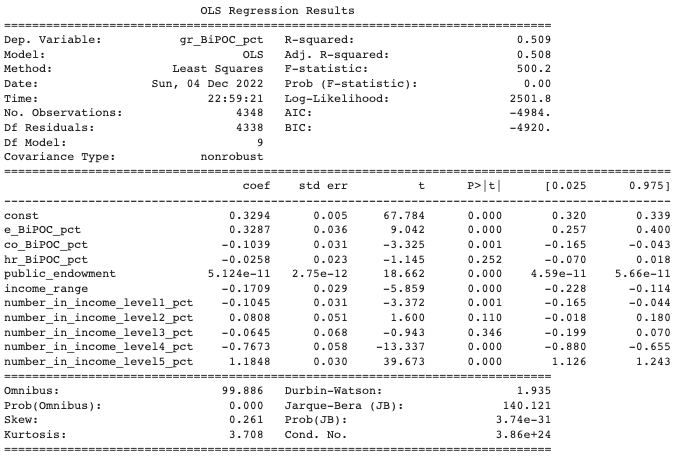 OLS Regression Results
==============================================================================
Dep. Variable: gr_BiPOC_pct R-squared: 0.509
Model: OLS Adj. R-squared: 0.508
Method: Least Squares F-statistic: 500.2
Date: Sun, 04 Dec 2022 Prob (F-statistic): 0.00
Time: 22:59:21 Log-Likelihood: 2501.8
No. Observations: 4348 AIC: -4984.
Df Residuals: 4338 BIC: -4920.
Df Model: 9
Covariance Type: nonrobust
==============================================================================================
coef std err t P>|t| [0.025 0.975]
----------------------------------------------------------------------------------------------
const 0.3294 0.005 67.784 0.000 0.320 0.339
e_BiPOC_pct 0.3287 0.036 9.042 0.000 0.257 0.400
co_BiPOC_pct -0.1039 0.031 -3.325 0.001 -0.165 -0.043
hr_BiPOC_pct -0.0258 0.023 -1.145 0.252 -0.070 0.018
public_endowment 5.124e-11 2.75e-12 18.662 0.000 4.59e-11 5.66e-11
income_range -0.1709 0.029 -5.859 0.000 -0.228 -0.114
number_in_income_level1_pct -0.1045 0.031 -3.372 0.001 -0.165 -0.044
number_in_income_level2_pct 0.0808 0.051 1.600 0.110 -0.018 0.180
number_in_income_level3_pct -0.0645 0.068 -0.943 0.346 -0.199 0.070
number_in_income_level4_pct -0.7673 0.058 -13.337 0.000 -0.880 -0.655
number_in_income_level5_pct 1.1848 0.030 39.673 0.000 1.126 1.243
==============================================================================
Omnibus: 99.886 Durbin-Watson: 1.935
Prob(Omnibus): 0.000 Jarque-Bera (JB): 140.121
Skew: 0.261 Prob(JB): 3.74e-31
Kurtosis: 3.708 Cond. No. 3.86e+24
==============================================================================